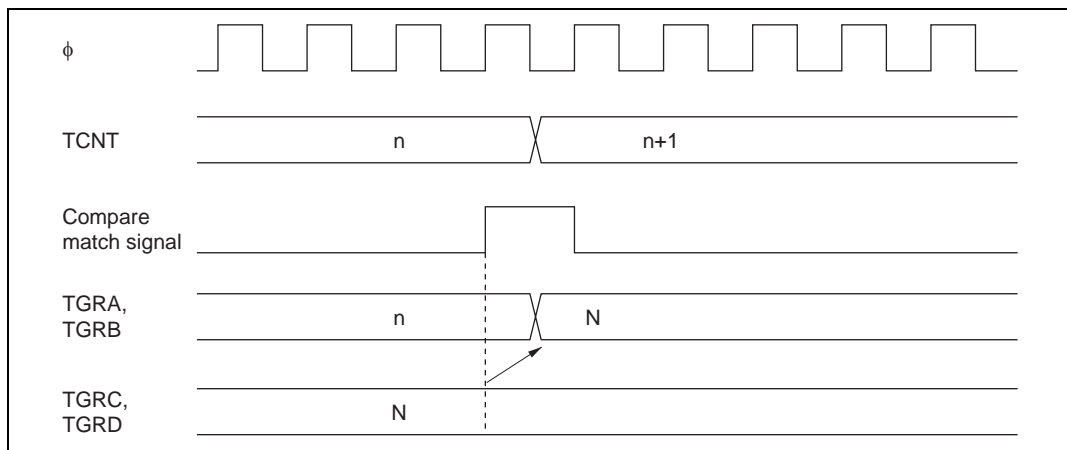 ϕ
TCNT
n
n+1
Compare
match signal
TGRA,
TGRB
n
N
TGRC,
TGRD
N